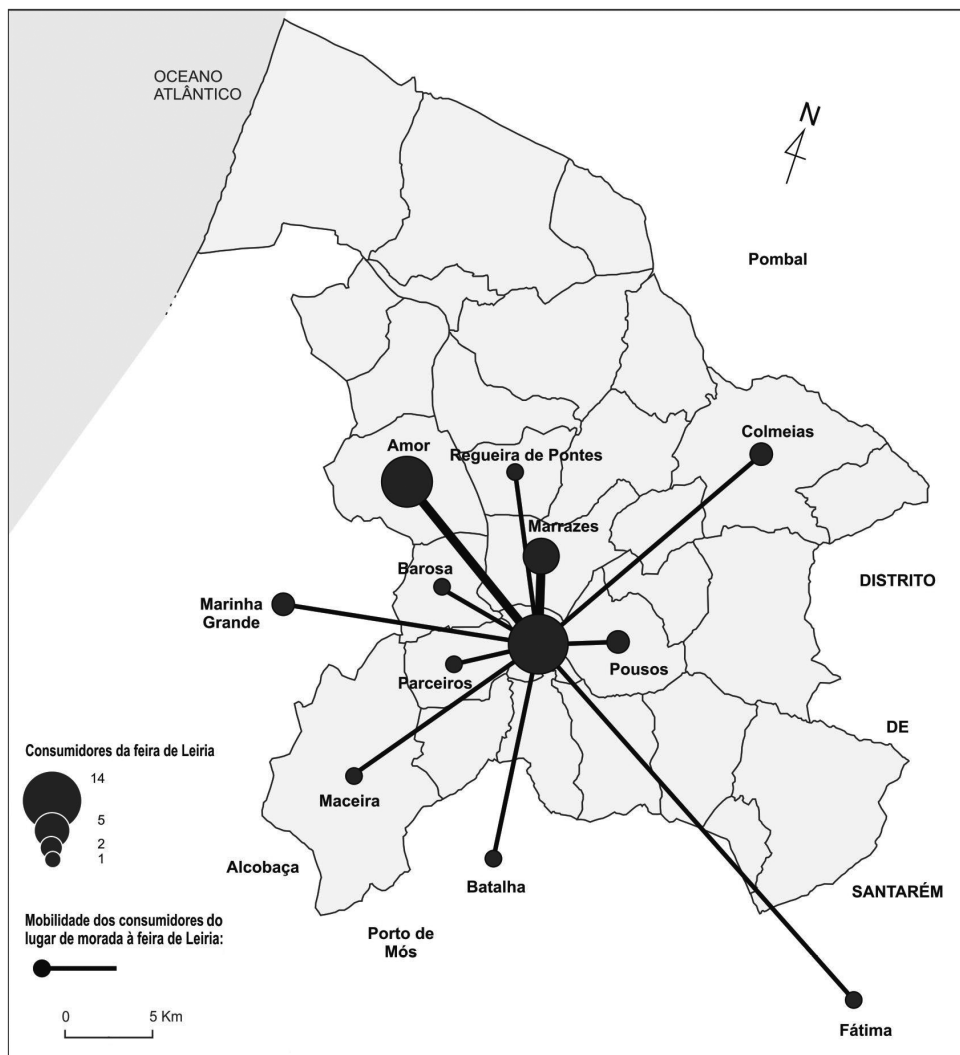 OCEANO
ATLÂNTICO
N
Pombal
Colmeias
Amor
Regueira de Pontes
Marrazes
Barosa
DISTRITO
Marinha
Grande
Pousos
Parceiros
DE
Consumidores da feira de Leiria
14
5
2
1
Maceira
Alcobaça
Batalha
SANTARÉM
Mobilidade dos consumidores do
lugar de morada à feira de Leiria:
Porto de
Mós
0 5 Km
Fátima